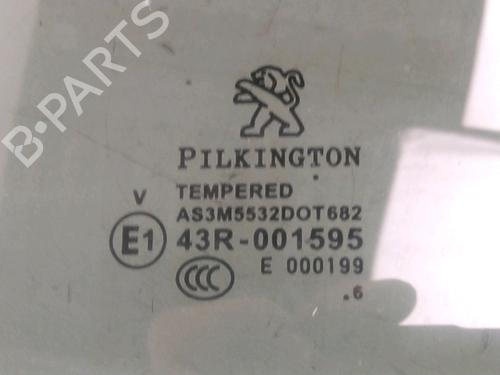 B-PARTS
PILKINGTON
V TEMPERED
AS3M5532DOT682
E1 43R-001595
CCC E 000199
.6